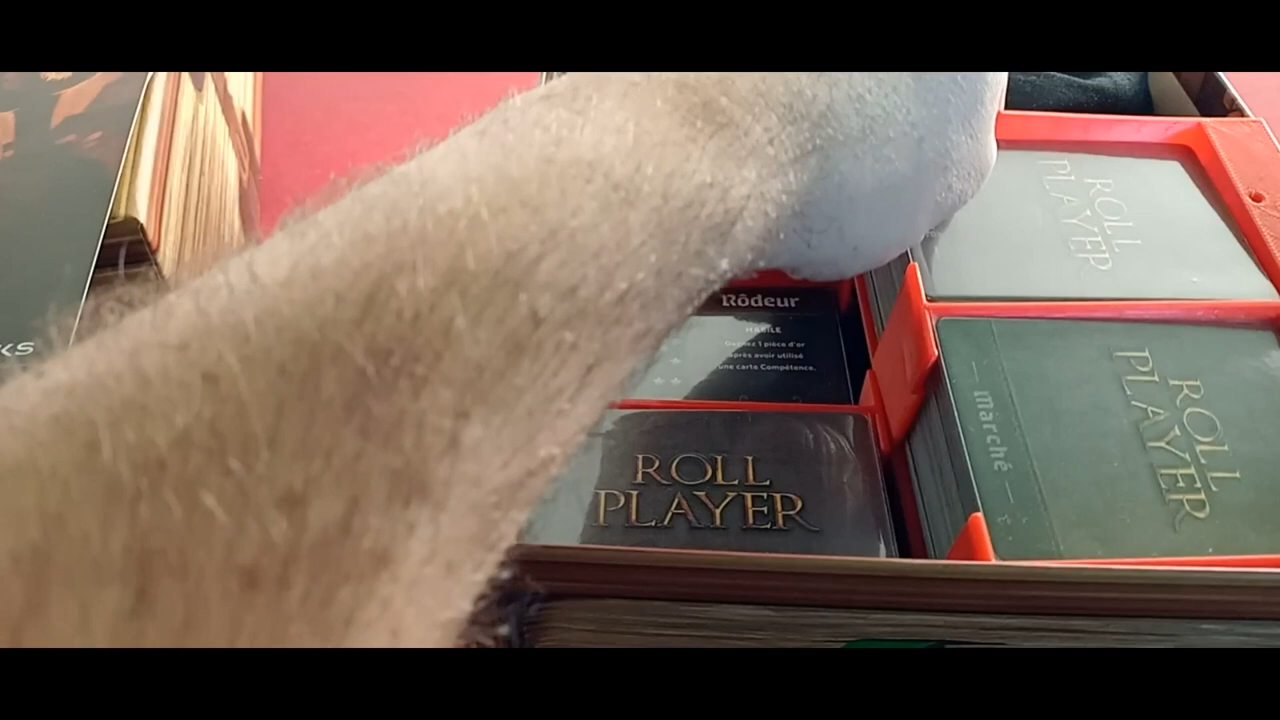 KS
Rôdeur
HABILE
Gagnez 1 pièce d'or
après avoir utilisé
une carte Compétence.
ROLL
PLAYER
ROLL
PLAYER
— Marché —
ROLL
PLAYER